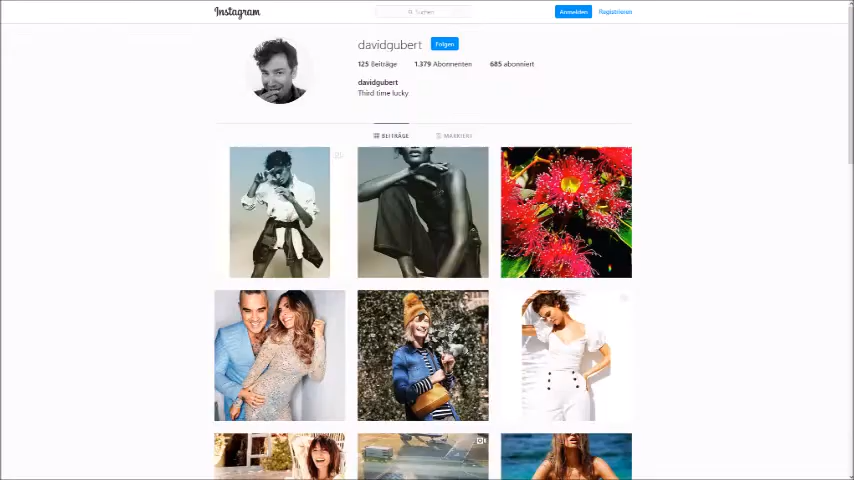 Instagram
Suchen
Anmelden Registrieren
davidgubert Folgen
125 Beiträge 1.379 Abonnenten 685 abonniert
davidgubert
Third time lucky
BEITRÄGE MARKIERT